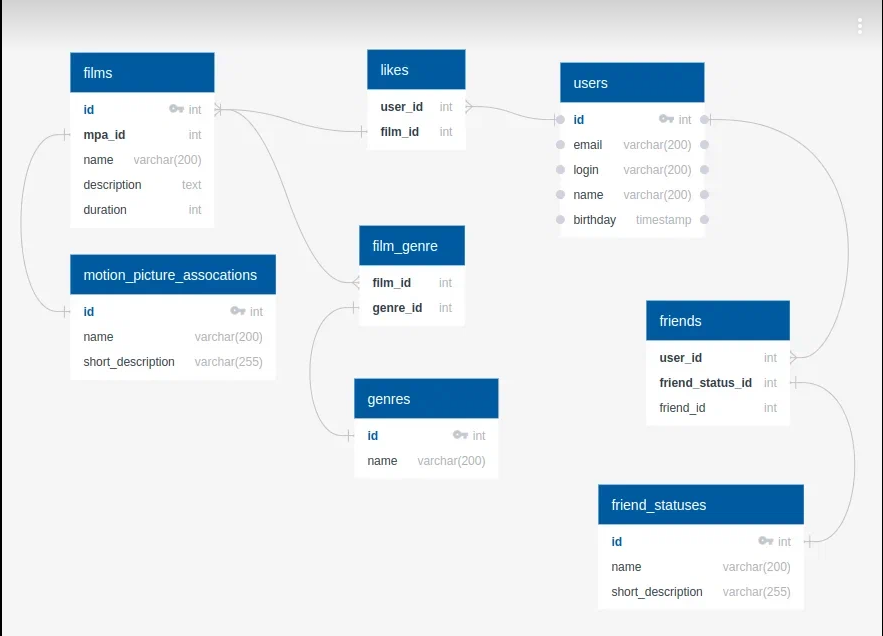 films
id int
mpa_id int
name varchar(200)
description text
duration int
likes
user_id int
film_id int
users
id int
email varchar(200)
login varchar(200)
name varchar(200)
birthday timestamp
motion_picture_assocations
id int
name varchar(200)
short_description varchar(255)
film_genre
film_id int
genre_id int
genres
id int
name varchar(200)
friends
user_id int
friend_status_id int
friend_id int
friend_statuses
id int
name varchar(200)
short_description varchar(255)